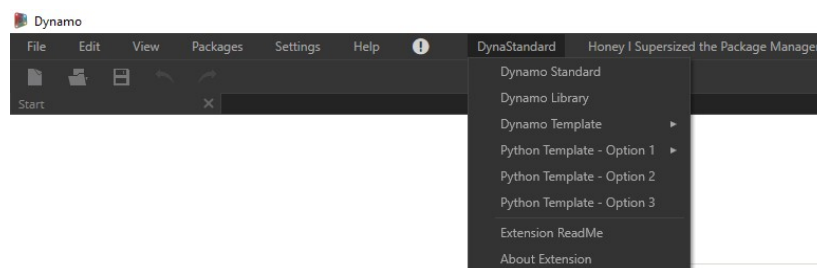 Dynamo
File Edit View Packages Settings Help ! DynaStandard Honey I Supersized the Package Manager
Start
Dynamo Standard
Dynamo Library
Dynamo Template
Python Template - Option 1
Python Template - Option 2
Python Template - Option 3
Extension ReadMe
About Extension